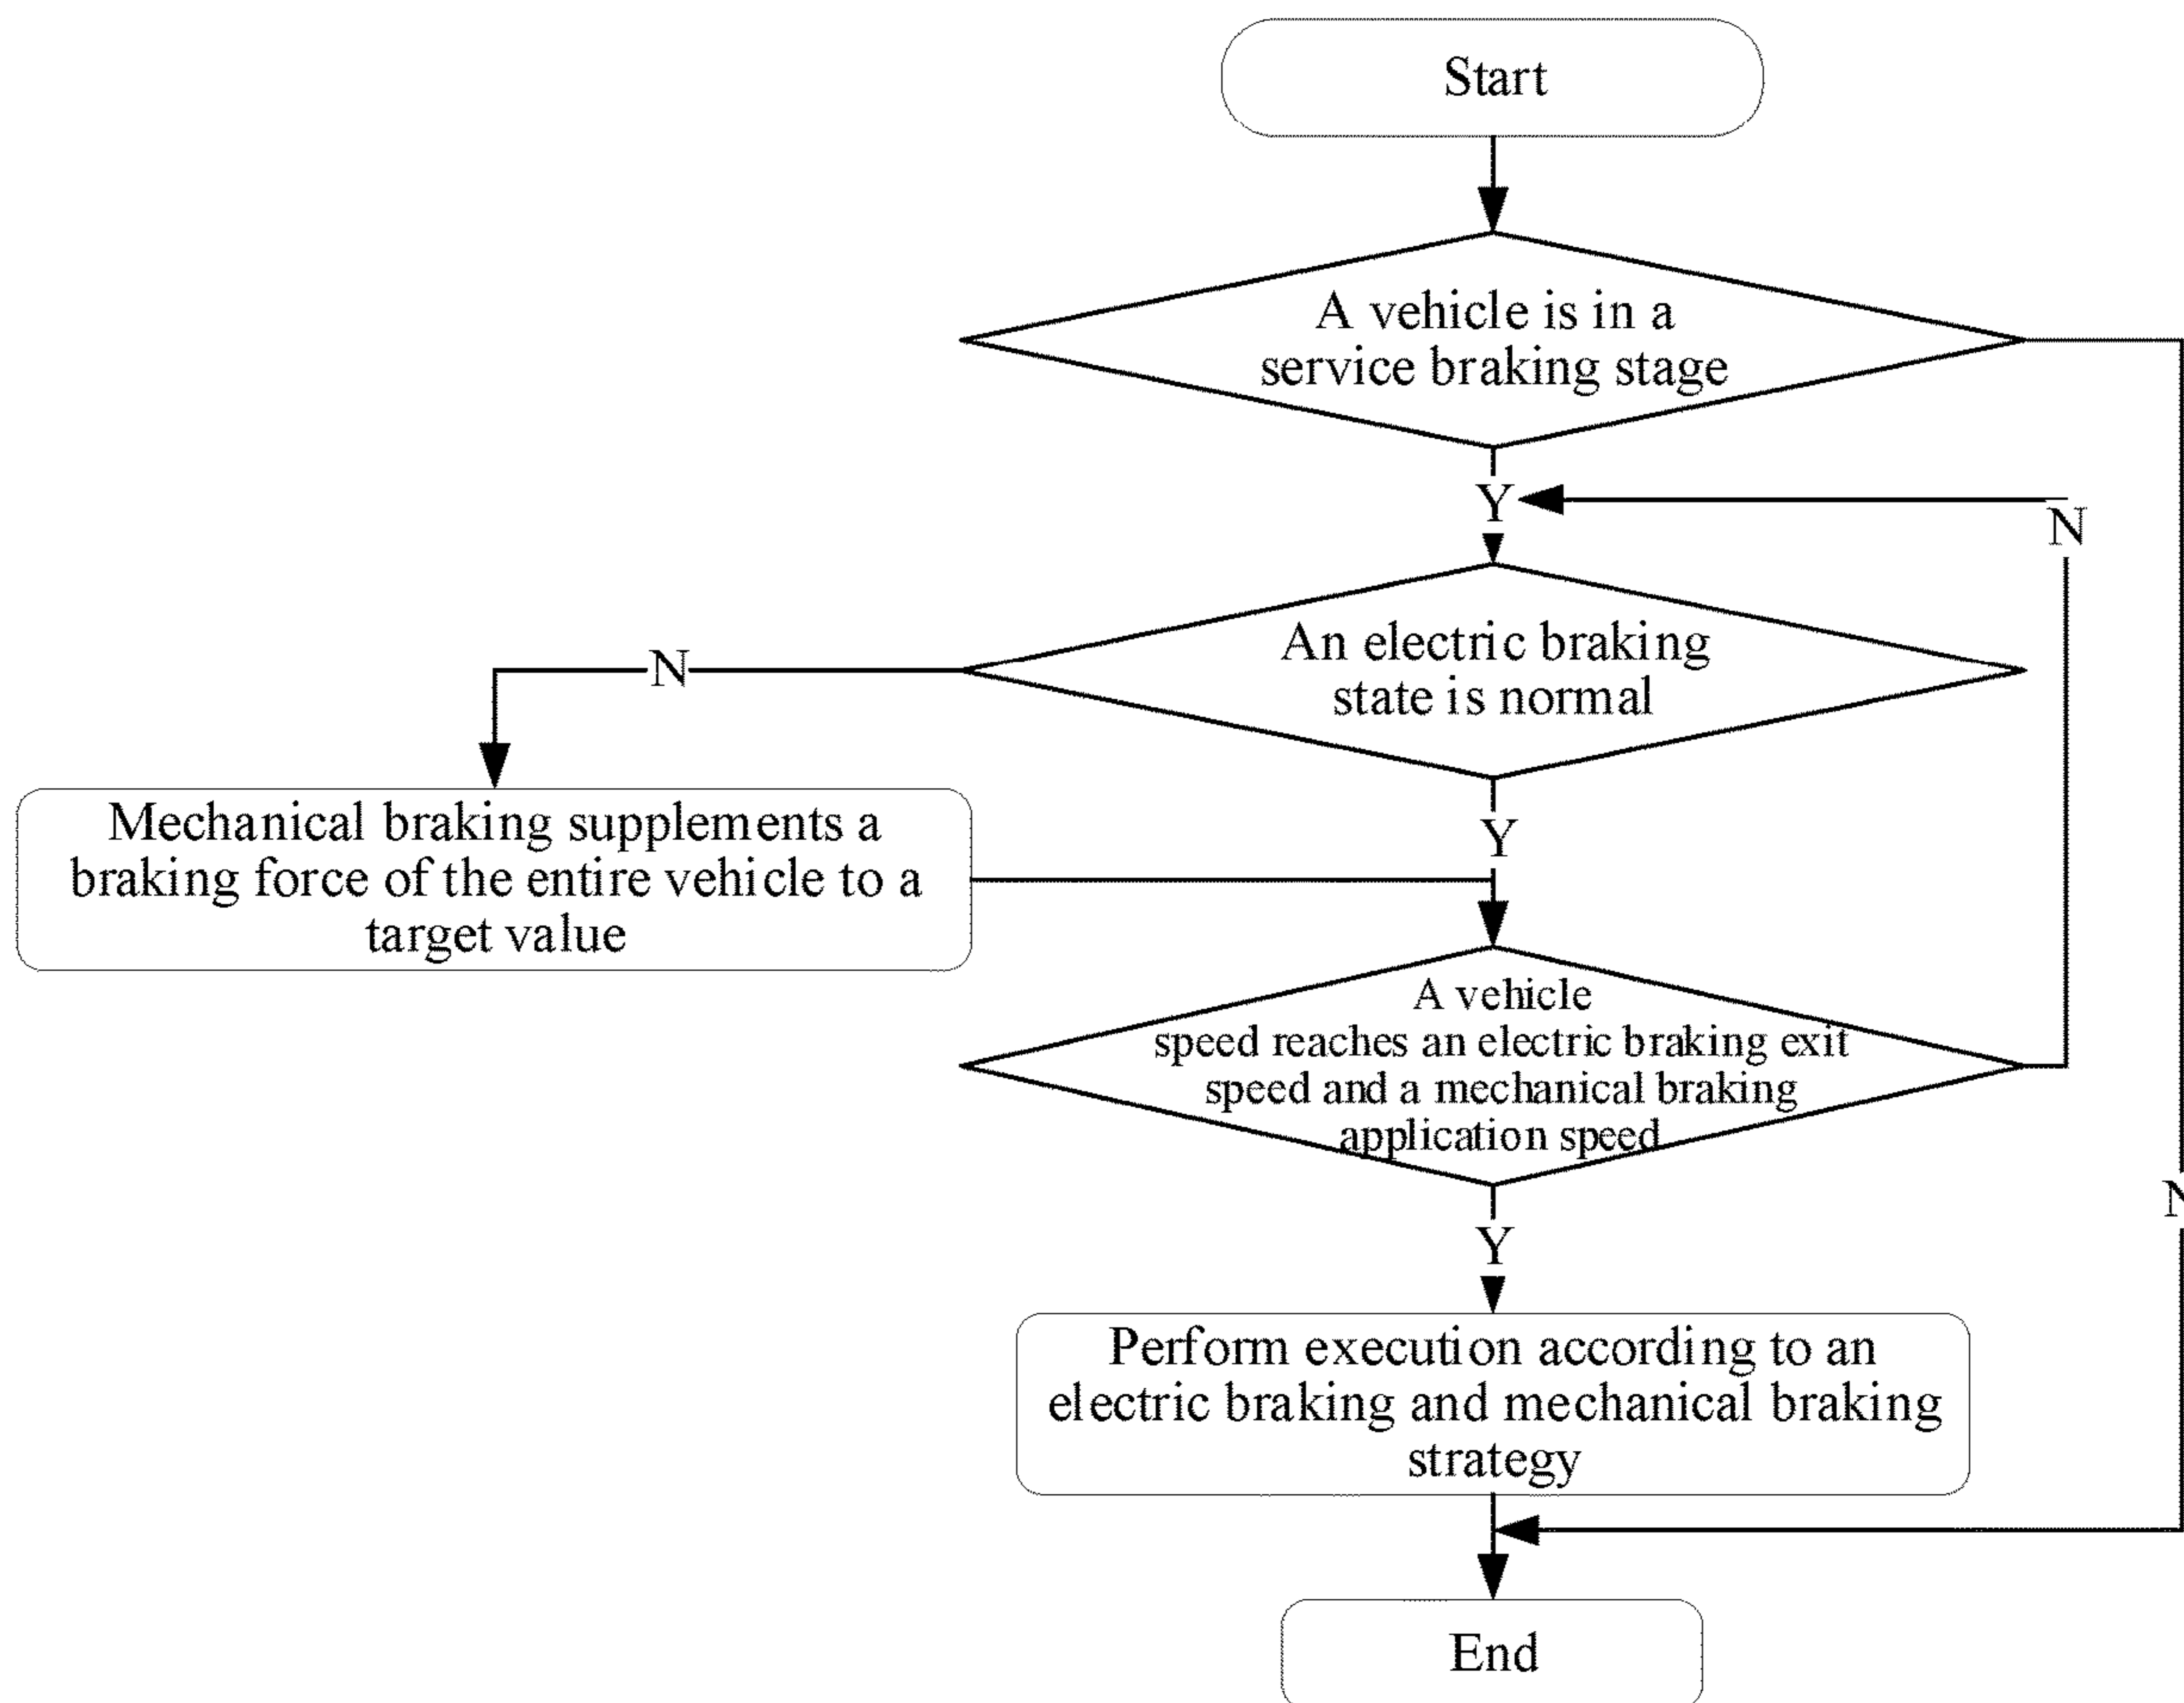 Start
A vehicle is in a
service braking stage
Y
N
An electric braking
state is normal
N
Mechanical braking supplements a
braking force of the entire vehicle to a
target value
Y
A vehicle
speed reaches an electric braking exit
speed and a mechanical braking
application speed
N
Y
Perform execution according to an
electric braking and mechanical braking
strategy
End